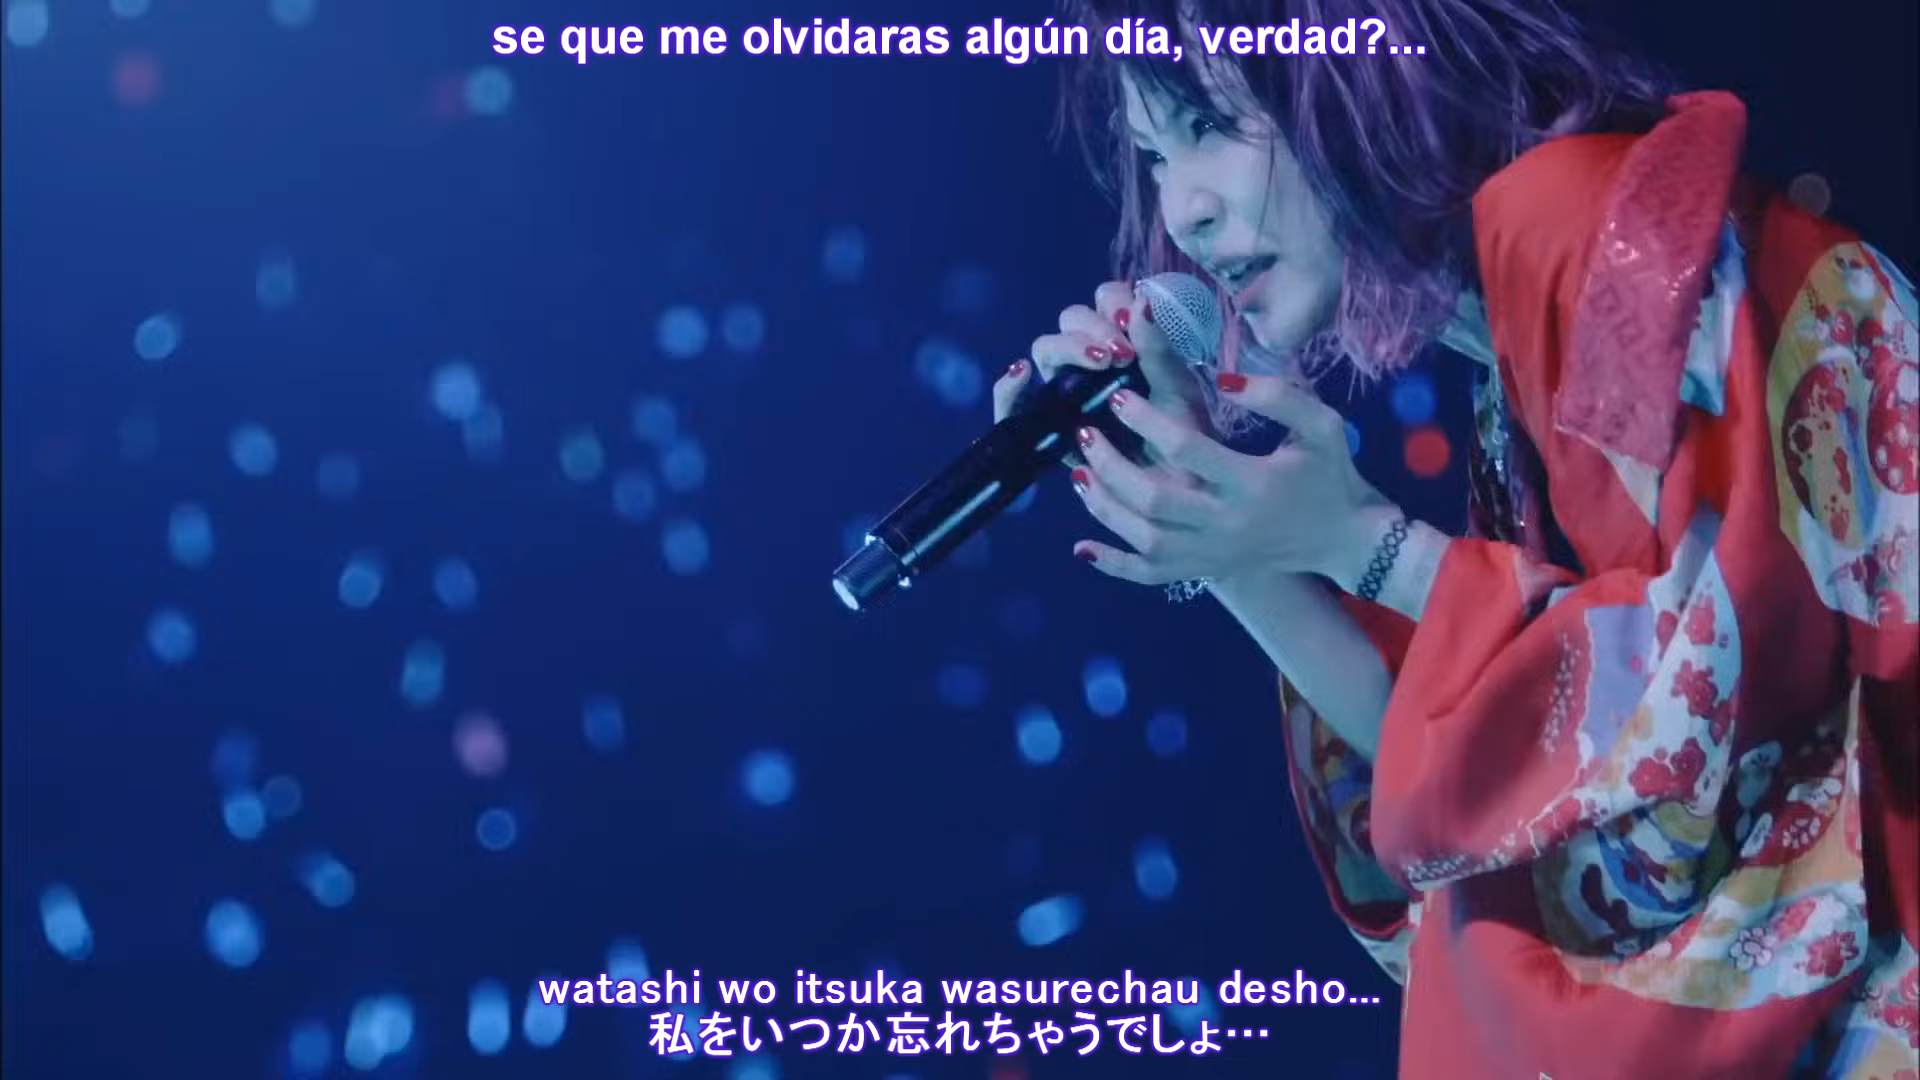 se que me olvidaras algún día, verdad?...
watashi wo itsuka wasurechau desho...
私をいつか忘れちゃうでしょ…